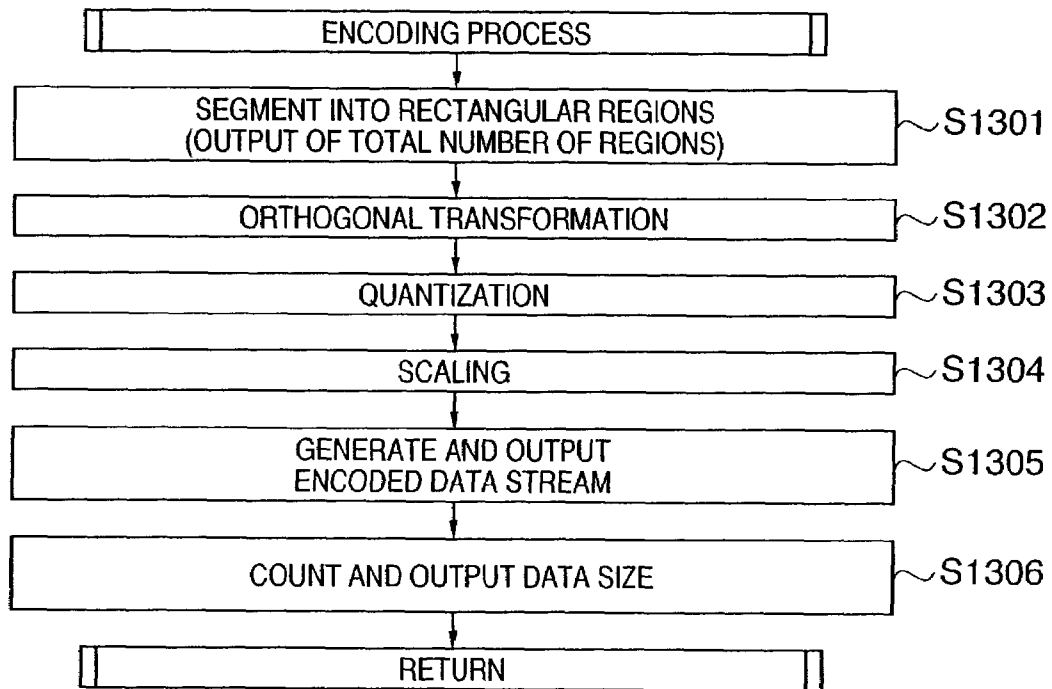 ENCODING PROCESS
SEGMENT INTO RECTANGULAR REGIONS
(OUTPUT OF TOTAL NUMBER OF REGIONS)
S1301
ORTHOGONAL TRANSFORMATION
S1302
QUANTIZATION
S1303
SCALING
S1304
GENERATE AND OUTPUT
ENCODED DATA STREAM
S1305
COUNT AND OUTPUT DATA SIZE
S1306
RETURN